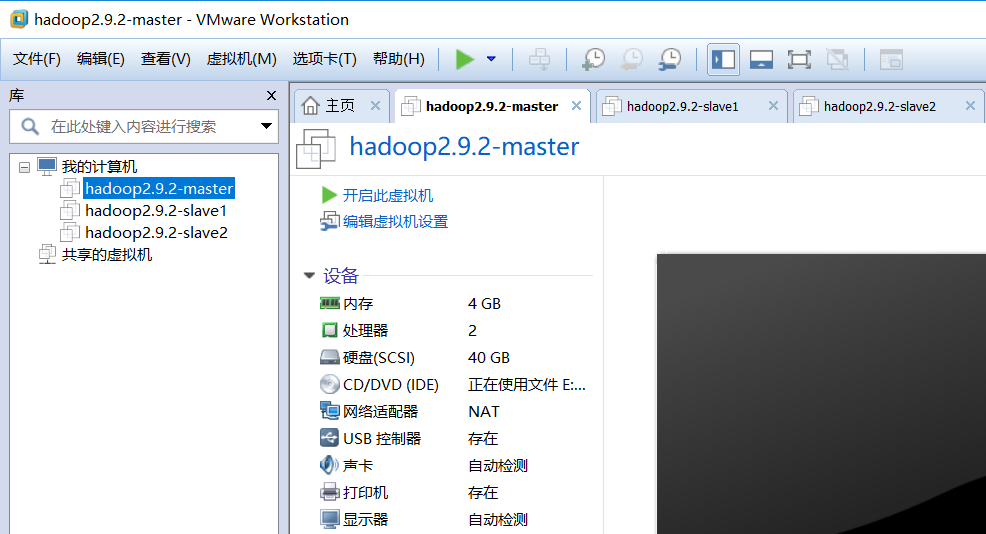 hadoop2.9.2-master - VMware Workstation
文件(F) 编辑(E) 查看(V) 虚拟机(M) 选项卡(T) 帮助(H)
库
在此处键入内容进行搜索
我的计算机
hadoop2.9.2-master
hadoop2.9.2-slave1
hadoop2.9.2-slave2
共享的虚拟机
主页 hadoop2.9.2-master hadoop2.9.2-slave1 hadoop2.9.2-slave2
hadoop2.9.2-master
开启此虚拟机
编辑虚拟机设置
设备
内存 4 GB
处理器 2
硬盘(SCSI) 40 GB
CD/DVD (IDE) 正在使用文件 E:...
网络适配器 NAT
USB 控制器 存在
声卡 自动检测
打印机 存在
显示器 自动检测